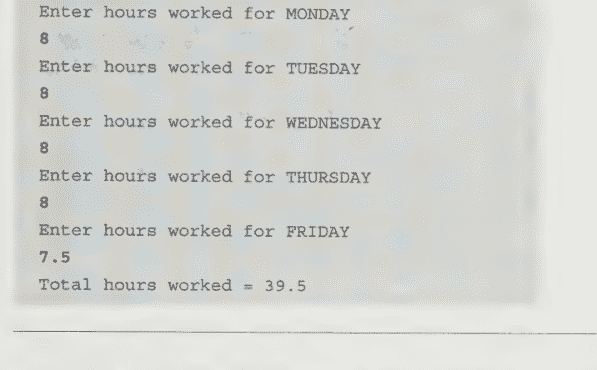 Enter hours worked for MONDAY
8
Enter hours worked for TUESDAY
8
Enter hours worked for WEDNESDAY
8
Enter hours worked for THURSDAY
8
Enter hours worked for FRIDAY
7.5
Total hours worked = 39.5